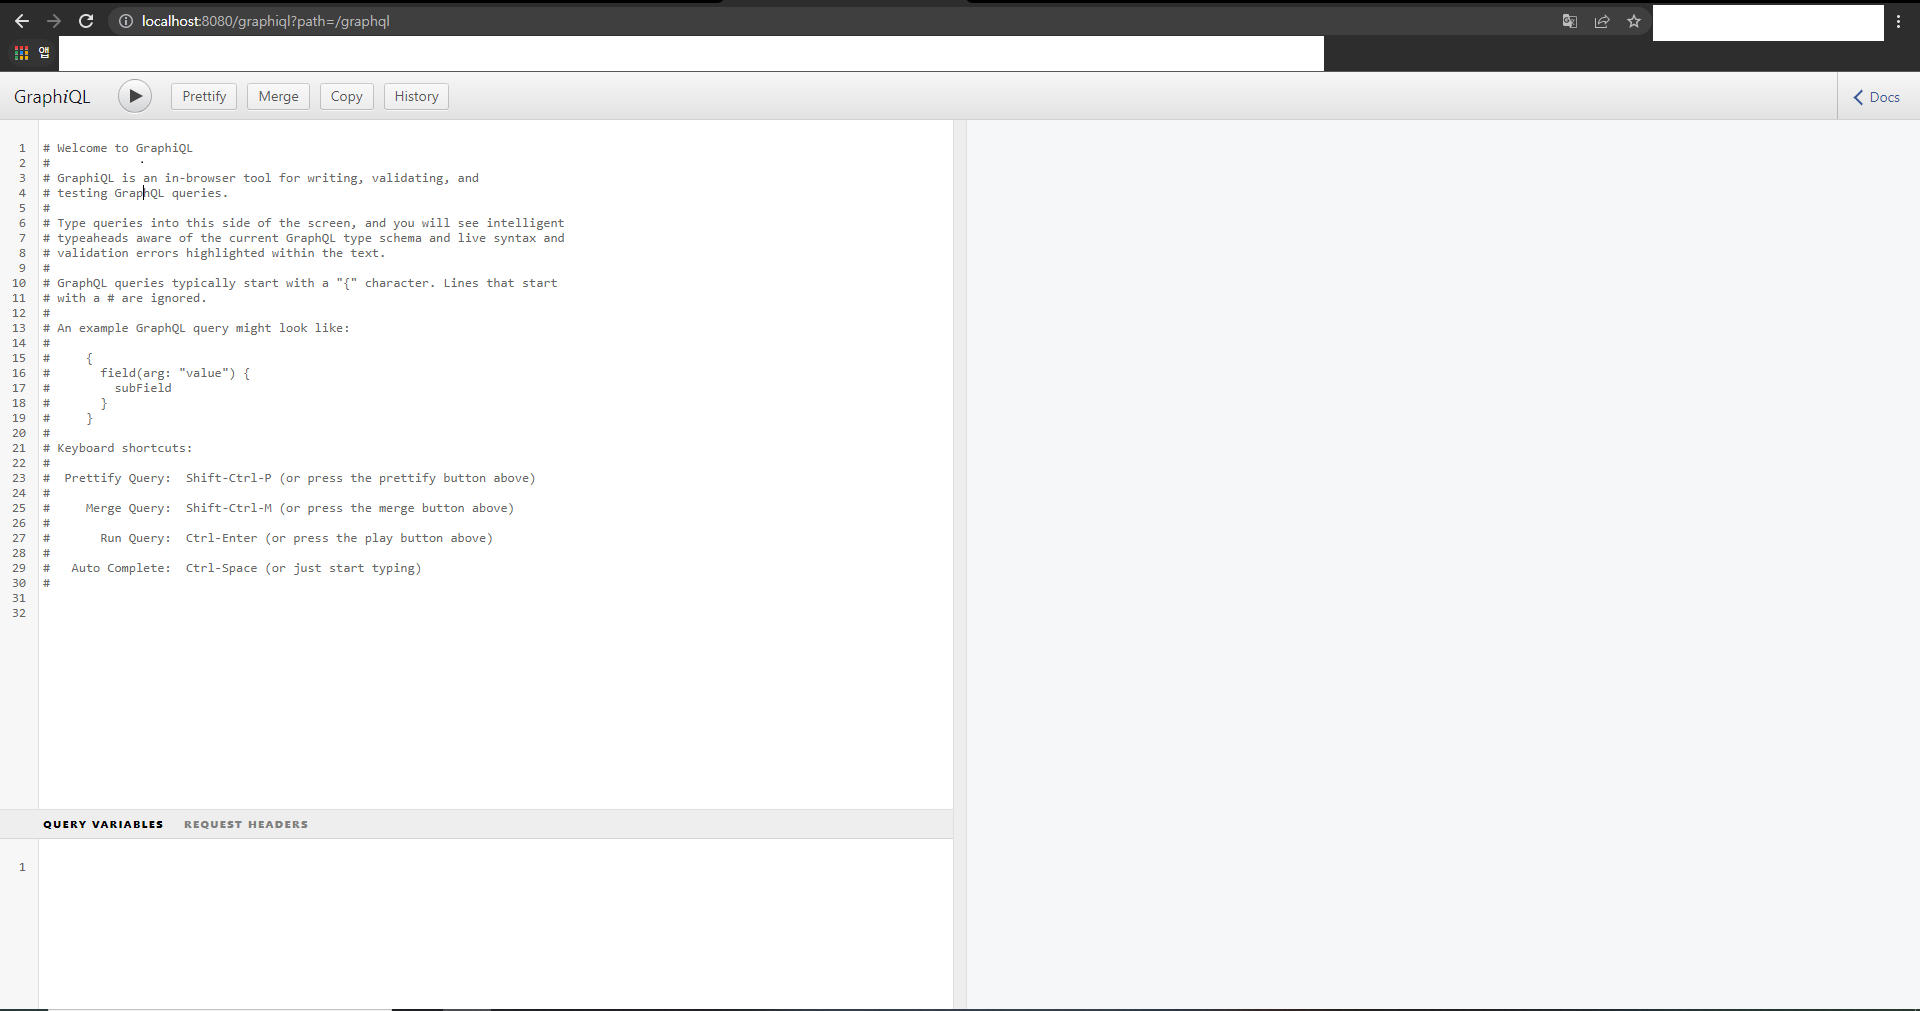 localhost:8080/graphiql?path=/graphql
앱
GraphiQL Prettify Merge Copy History Docs
1 # Welcome to GraphiQL
2 #
3 # GraphiQL is an in-browser tool for writing, validating, and
4 # testing GraphQL queries.
5 #
6 # Type queries into this side of the screen, and you will see intelligent
7 # typeaheads aware of the current GraphQL type schema and live syntax and
8 # validation errors highlighted within the text.
9 #
10 # GraphQL queries typically start with a "{" character. Lines that start
11 # with a # are ignored.
12 #
13 # An example GraphQL query might look like:
14 #
15 #     {
16 #       field(arg: "value") {
17 #         subField
18 #       }
19 #     }
20 #
21 # Keyboard shortcuts:
22 #
23 #  Prettify Query:  Shift-Ctrl-P (or press the prettify button above)
24 #
25 #     Merge Query:  Shift-Ctrl-M (or press the merge button above)
26 #
27 #       Run Query:  Ctrl-Enter (or press the play button above)
28 #
29 #   Auto Complete:  Ctrl-Space (or just start typing)
30 #
31
32
QUERY VARIABLES REQUEST HEADERS
1